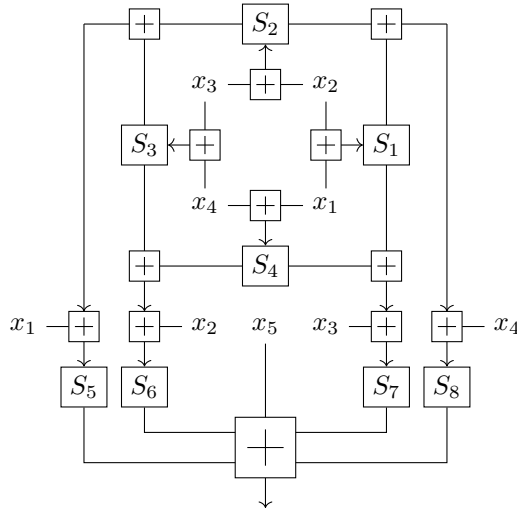 + S₂ +
x₃ + x₂
S₃ + + S₁
x₄ + x₁
+ S₄ +
x₁ + + x₂ x₅ x₃ + + x₄
S₅ S₆ S₇ S₈
+